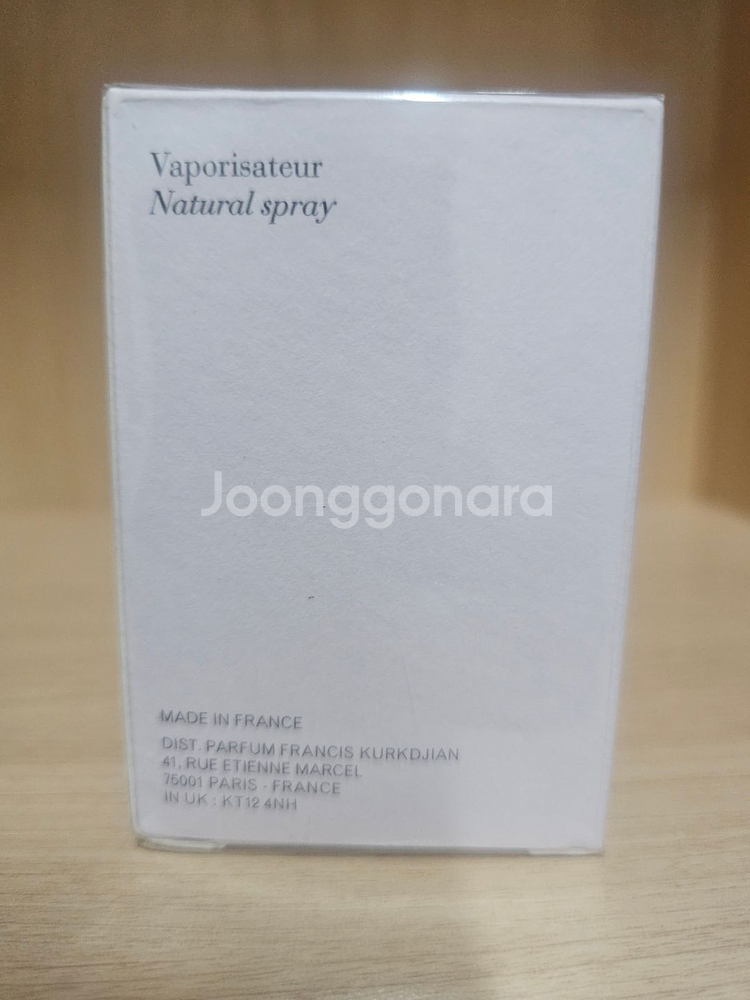 Vaporisateur
Natural spray
Joonggonara
MADE IN FRANCE
DIST. PARFUM FRANCIS KURKDJIAN
41, RUE ETIENNE MARCEL
75001 PARIS - FRANCE
IN UK : KT12 4NH